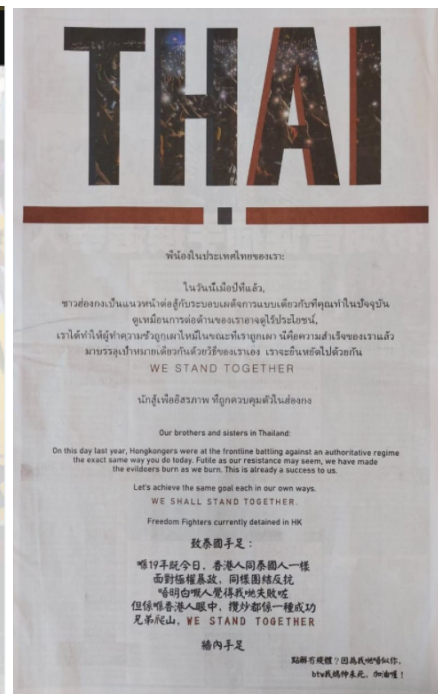 THAI
พี่น้องในประเทศไทยของเรา:
ในวันนี้เมื่อปีที่แล้ว,
ชาวฮ่องกงเป็นแนวหน้าต่อสู้กับระบอบเผด็จการแบบเดียวกับที่คุณทำในปัจจุบัน
ดูเหมือนการต่อต้านของเราอาจดูไร้ประโยชน์,
เราได้ทำให้ผู้ทำความชั่วถูกเผาไหม้ในขณะที่เราถูกเผา นี่คือความสำเร็จของเราแล้ว
มาบรรลุเป้าหมายเดียวกันด้วยวิธีของเราเอง เราจะยืนหยัดไปด้วยกัน
WE STAND TOGETHER
นักสู้เพื่ออิสรภาพ ที่ถูกควบคุมตัวในฮ่องกง
Our brothers and sisters in Thailand:
On this day last year, Hongkongers were at the frontline battling against an authoritative regime
the exact same way you do today. Futile as our resistance may seem, we have made
the evildoers burn as we burn. This is already a success to us.
Let's achieve the same goal each in our own ways.
WE SHALL STAND TOGETHER.
Freedom Fighters currently detained in HK
致泰國手足：
喺19年既今日，香港人同泰國人一樣
面對極權暴政，同樣團結反抗
唔明白嘅人覺得我哋失敗咗
但係喺香港人眼中，攬炒都係一種成功
兄弟爬山，WE STAND TOGETHER
牆內手足
點解有殘體？因為我哋唔似你，